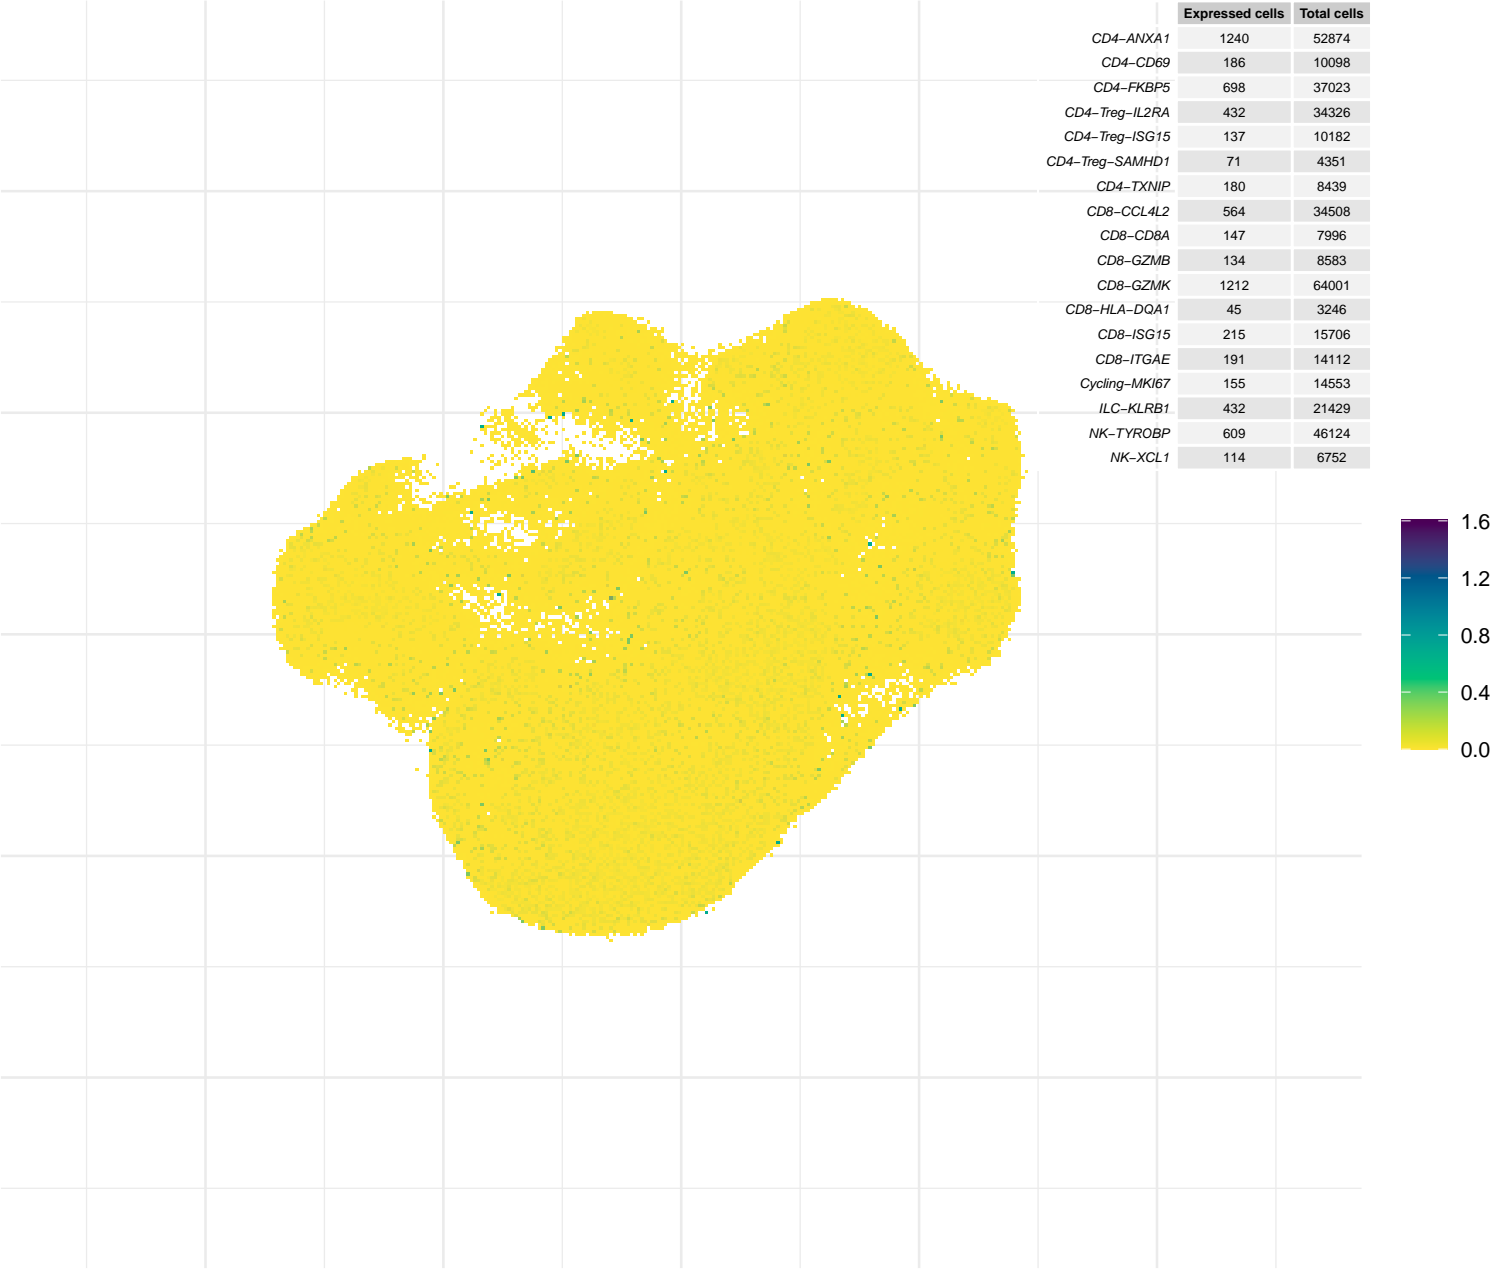 Expressed cells Total cells
CD4−ANXA1 1240 52874
CD4−CD69 186 10098
CD4−FKBP5 698 37023
CD4−Treg−IL2RA 432 34326
CD4−Treg−ISG15 137 10182
CD4−Treg−SAMHD1 71 4351
CD4−TXNIP 180 8439
CD8−CCL4L2 564 34508
CD8−CD8A 147 7996
CD8−GZMB 134 8583
CD8−GZMK 1212 64001
CD8−HLA−DQA1 45 3246
CD8−ISG15 215 15706
CD8−ITGAE 191 14112
Cycling−MKI67 155 14553
ILC−KLRB1 432 21429
NK−TYROBP 609 46124
NK−XCL1 114 6752
1.6
1.2
0.8
0.4
0.0